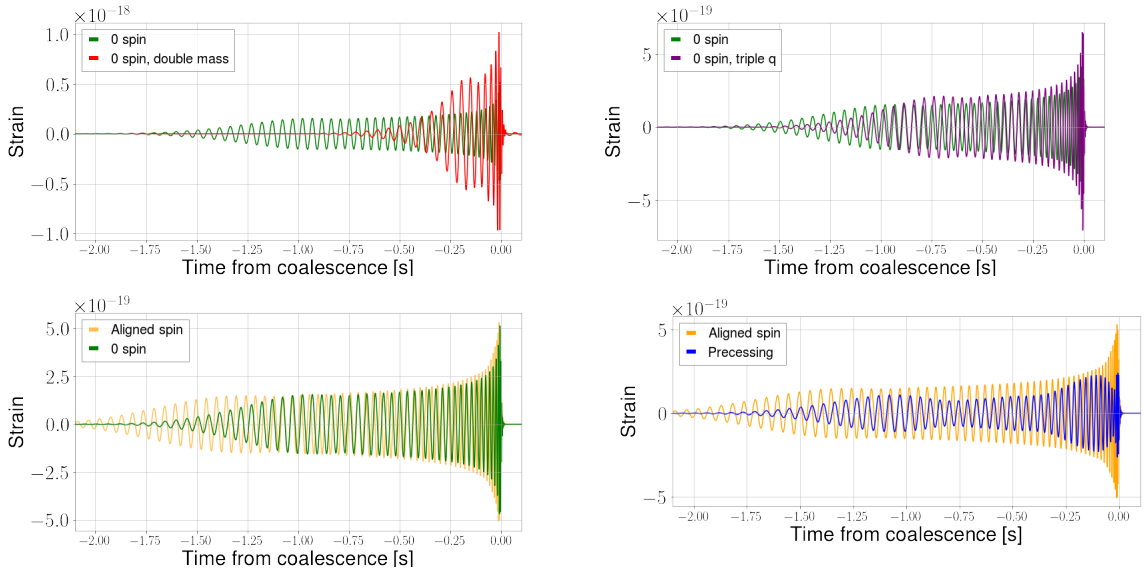 ×10⁻¹⁸
1.0
0.5
0.0
−0.5
−1.0
Strain
0 spin
0 spin, double mass
−2.00 −1.75 −1.50 −1.25 −1.00 −0.75 −0.50 −0.25 0.00
Time from coalescence [s]
×10⁻¹⁹
5
0
−5
Strain
0 spin
0 spin, triple q
−2.00 −1.75 −1.50 −1.25 −1.00 −0.75 −0.50 −0.25 0.00
Time from coalescence [s]
×10⁻¹⁹
5.0
2.5
0.0
−2.5
−5.0
Strain
Aligned spin
0 spin
−2.00 −1.75 −1.50 −1.25 −1.00 −0.75 −0.50 −0.25 0.00
Time from coalescence [s]
×10⁻¹⁹
5
0
−5
Strain
Aligned spin
Precessing
−2.00 −1.75 −1.50 −1.25 −1.00 −0.75 −0.50 −0.25 0.00
Time from coalescence [s]